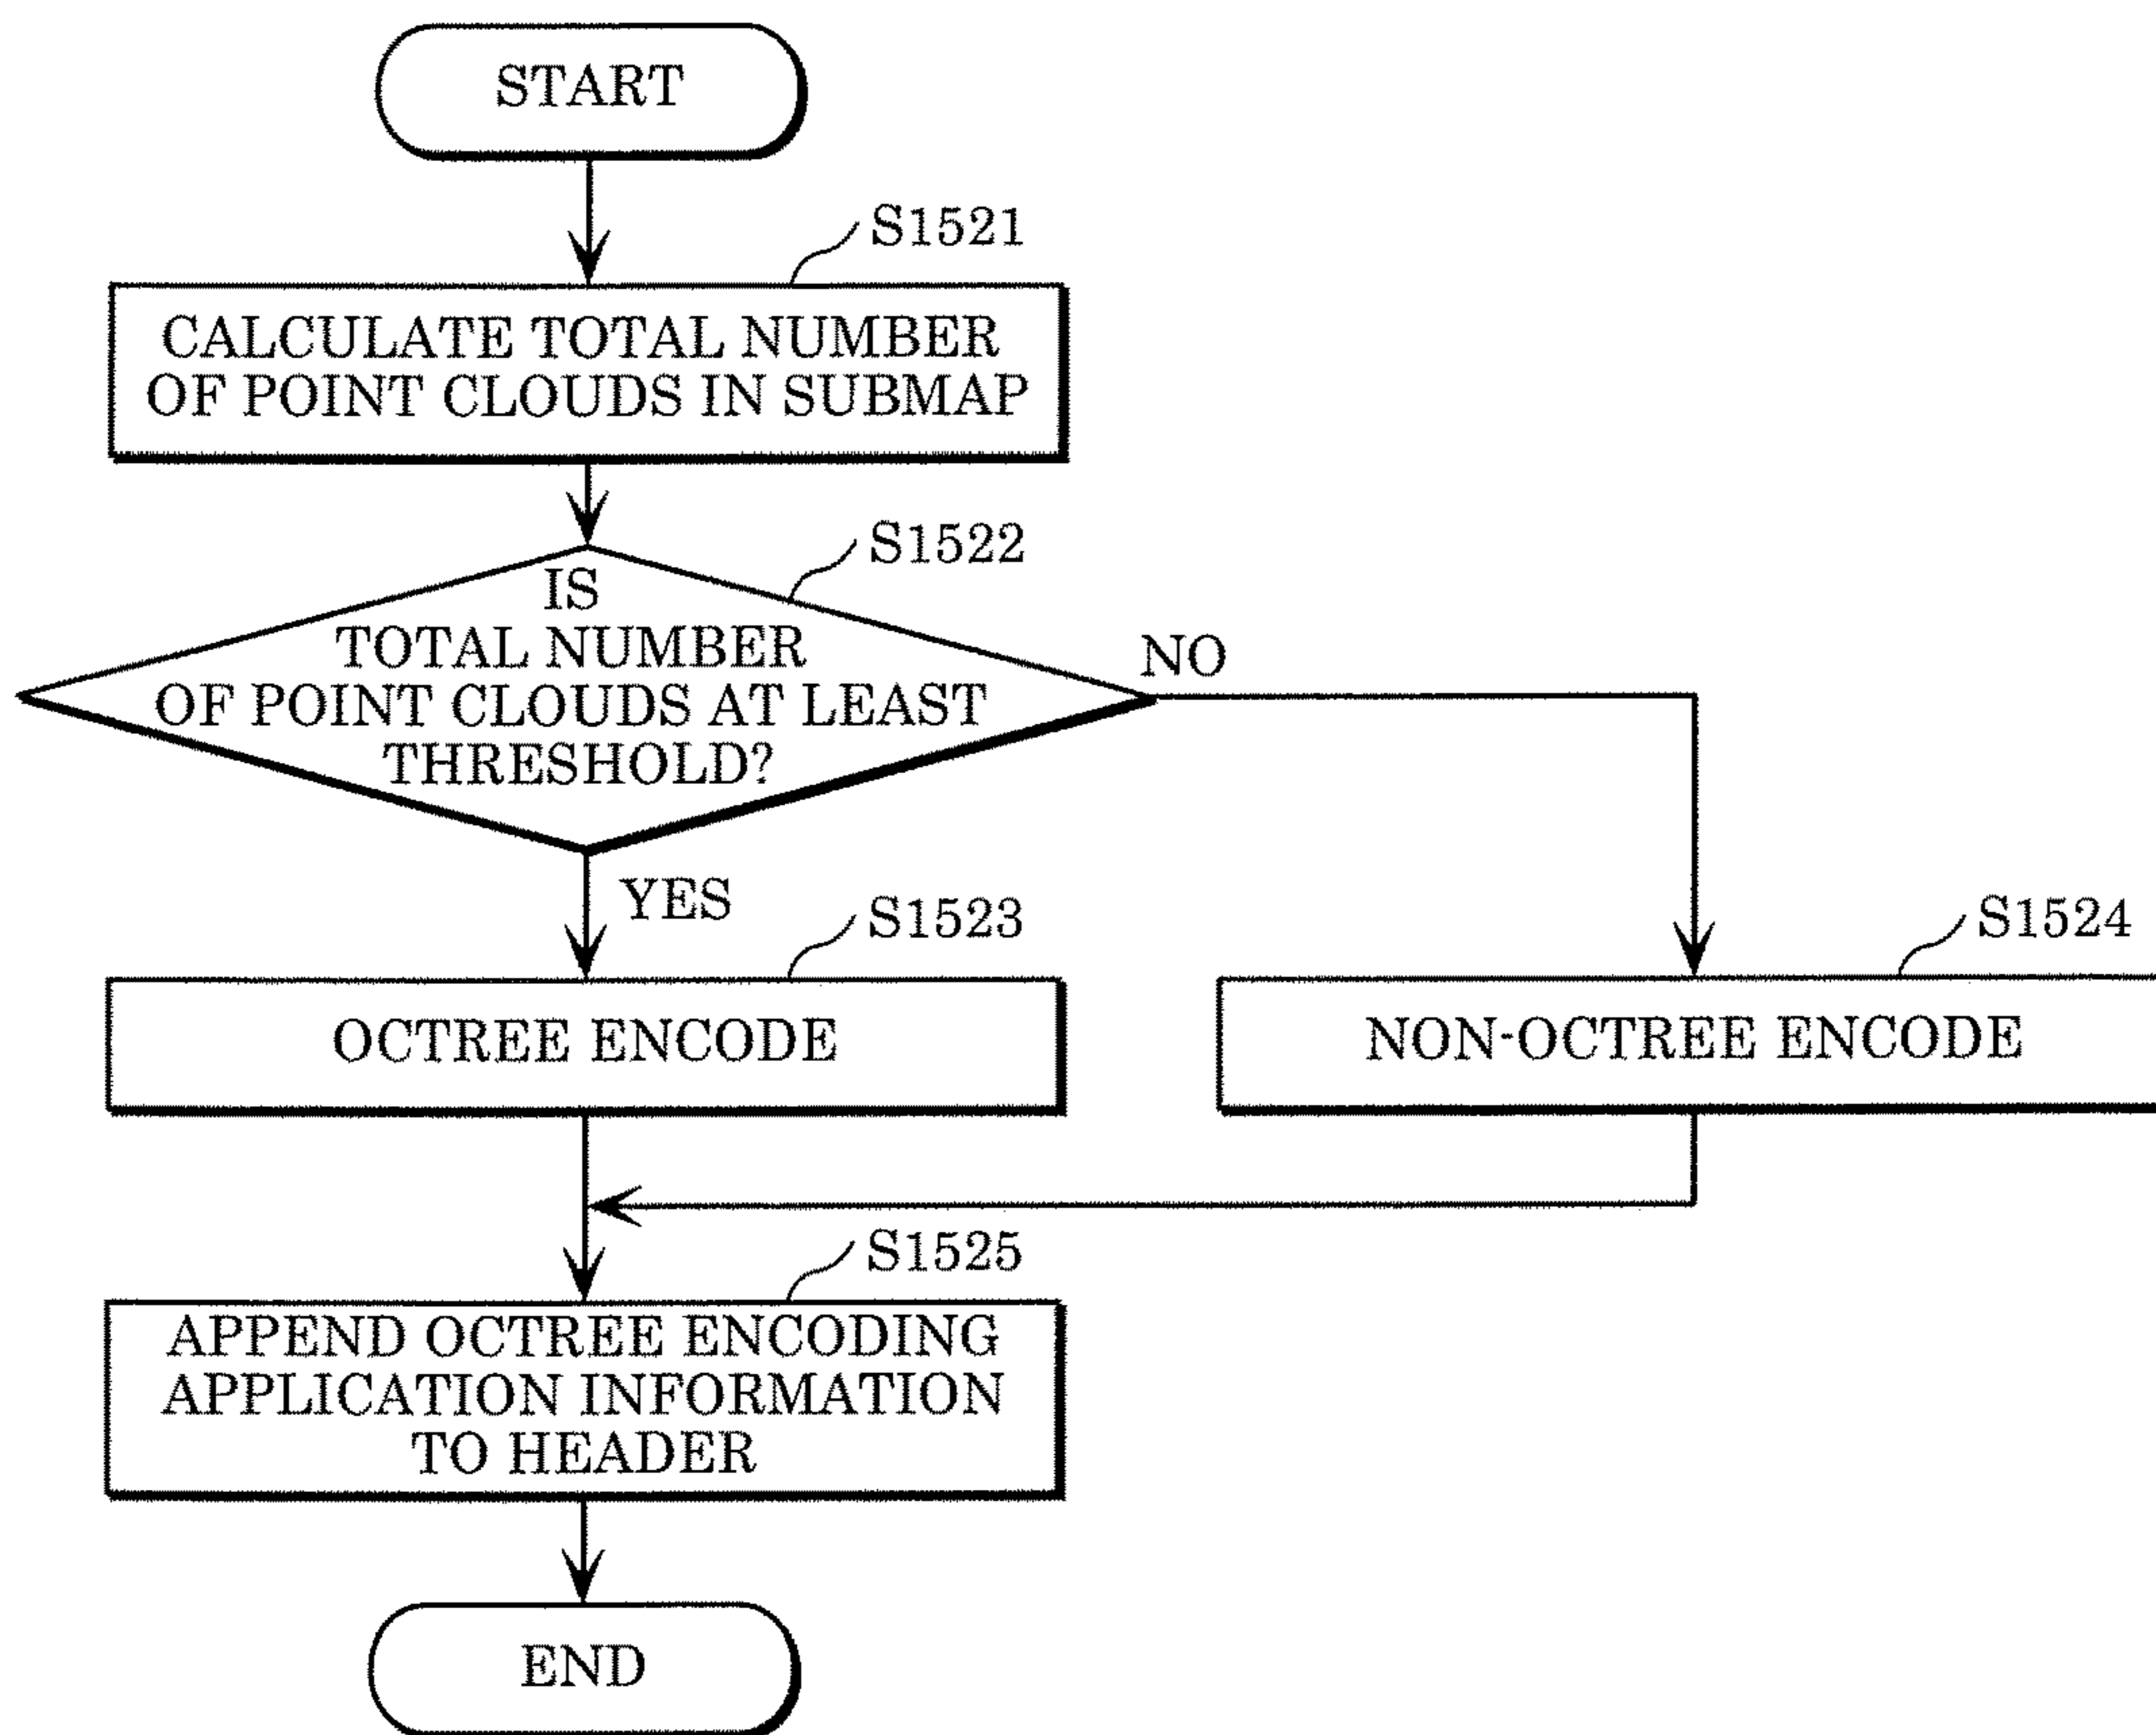 START
S1521
CALCULATE TOTAL NUMBER
OF POINT CLOUDS IN SUBMAP
S1522
IS
TOTAL NUMBER
OF POINT CLOUDS AT LEAST
THRESHOLD?
NO
YES
S1523
S1524
OCTREE ENCODE
NON-OCTREE ENCODE
S1525
APPEND OCTREE ENCODING
APPLICATION INFORMATION
TO HEADER
END